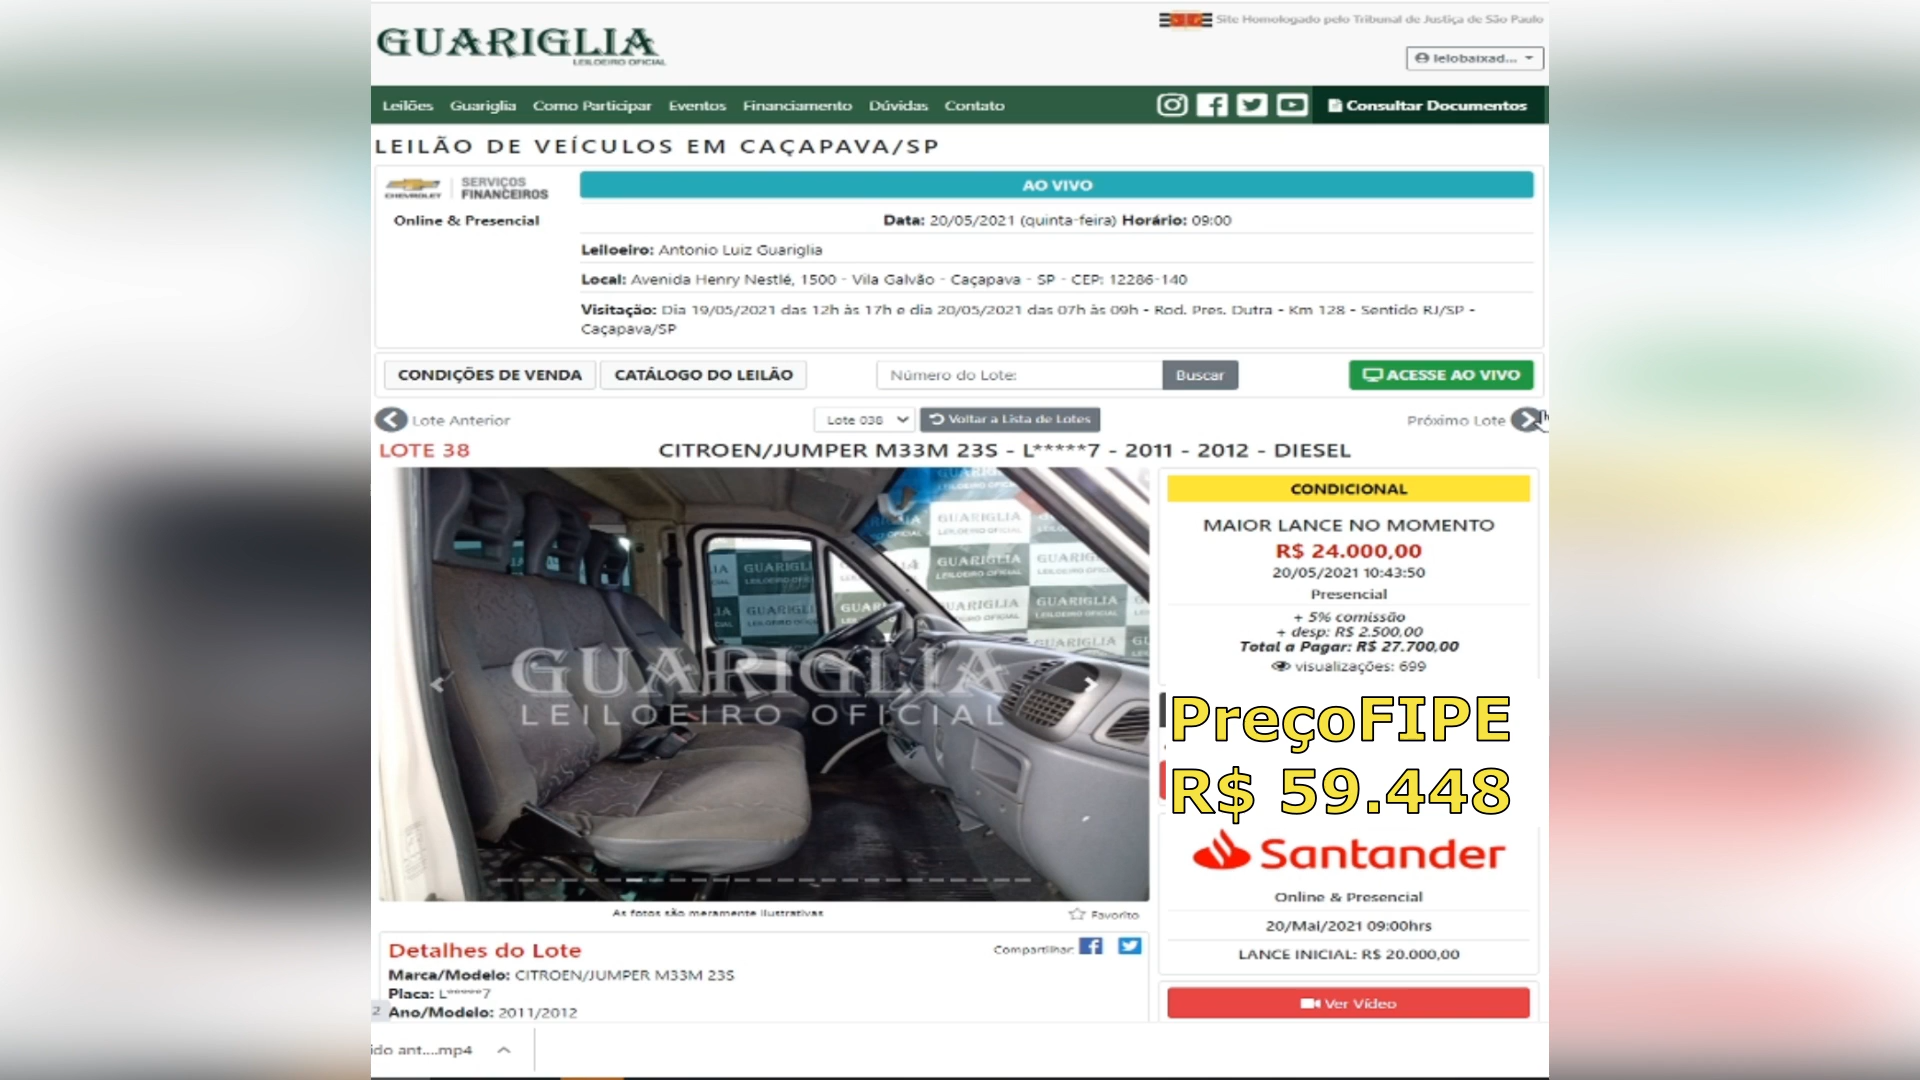 GUARIGLIA
LEILOEIRO OFICIAL
Site Homologado pelo Tribunal de Justiça de São Paulo
lelobaixad...
Leilões Guariglia Como Participar Eventos Financiamento Dúvidas Contato
Consultar Documentos
LEILÃO DE VEÍCULOS EM CAÇAPAVA/SP
CHEVROLET
SERVIÇOS
FINANCEIROS
Online & Presencial
AO VIVO
Data: 20/05/2021 (quinta-feira) Horário: 09:00
Leiloeiro: Antonio Luiz Guariglia
Local: Avenida Henry Nestlé, 1500 - Vila Galvão - Caçapava - SP - CEP: 12286-140
Visitação: Dia 19/05/2021 das 12h às 17h e dia 20/05/2021 das 07h às 09h - Rod. Pres. Dutra - Km 128 - Sentido RJ/SP -
Caçapava/SP
CONDIÇÕES DE VENDA
CATÁLOGO DO LEILÃO
Número do Lote:
Buscar
ACESSE AO VIVO
Lote Anterior
Lote 038
Voltar a Lista de Lotes
Próximo Lote
LOTE 38
CITROEN/JUMPER M33M 23S - L*****7 - 2011 - 2012 - DIESEL
GUARIGLIA
LEILOEIRO OFICIAL
CONDICIONAL
MAIOR LANCE NO MOMENTO
R$ 24.000,00
20/05/2021 10:43:50
Presencial
+ 5% comissão
+ desp: R$ 2.500,00
Total a Pagar: R$ 27.700,00
visualizações: 699
PreçoFIPE
R$ 59.448
Santander
Online & Presencial
20/Mai/2021 09:00hrs
LANCE INICIAL: R$ 20.000,00
Ver Vídeo
As fotos são meramente ilustrativas
Favorito
Detalhes do Lote
Compartilhar:
Marca/Modelo: CITROEN/JUMPER M33M 23S
Placa: L*****7
Ano/Modelo: 2011/2012
ido ant....mp4